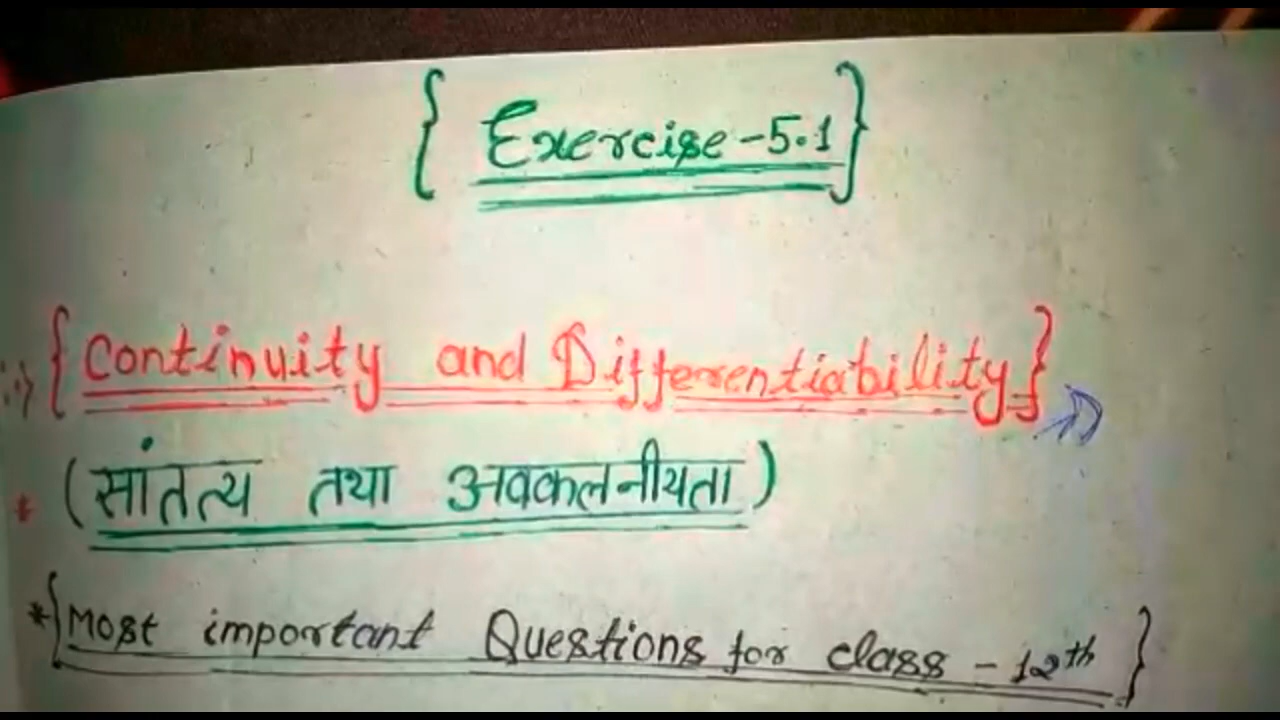 { Exercise-5.1 }
:-) { Continuity and Differentiability }
* (सांतत्य तथा अवकलनीयता)
* { Most important Questions for class - 12th }